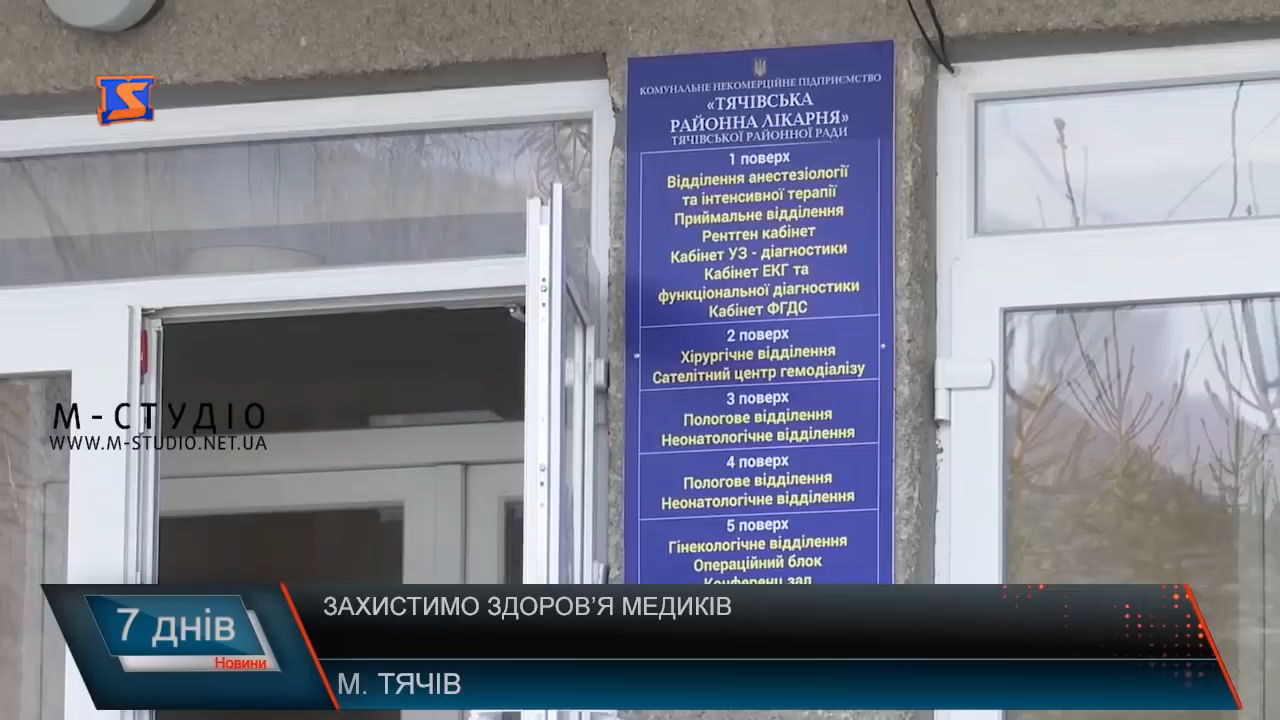 S
КОМУНАЛЬНЕ НЕКОМЕРЦІЙНЕ ПІДПРИЄМСТВО
«ТЯЧІВСЬКА
РАЙОННА ЛІКАРНЯ»
ТЯЧІВСЬКОЇ РАЙОННОЇ РАДИ
1 поверх
Відділення анестезіології
та інтенсивної терапії
Приймальне відділення
Рентген кабінет
Кабінет УЗ - діагностики
Кабінет ЕКГ та
функціональної діагностики
Кабінет ФГДС
2 поверх
Хірургічне відділення
Сателітний центр гемодіалізу
3 поверх
Пологове відділення
Неонатологічне відділення
4 поверх
Пологове відділення
Неонатологічне відділення
5 поверх
Гінекологічне відділення
Операційний блок
Конференц зал
М-СТУДІО
WWW.M-STUDIO.NET.UA
7 днів
Новини
ЗАХИСТИМО ЗДОРОВ’Я МЕДИКІВ
М. ТЯЧІВ